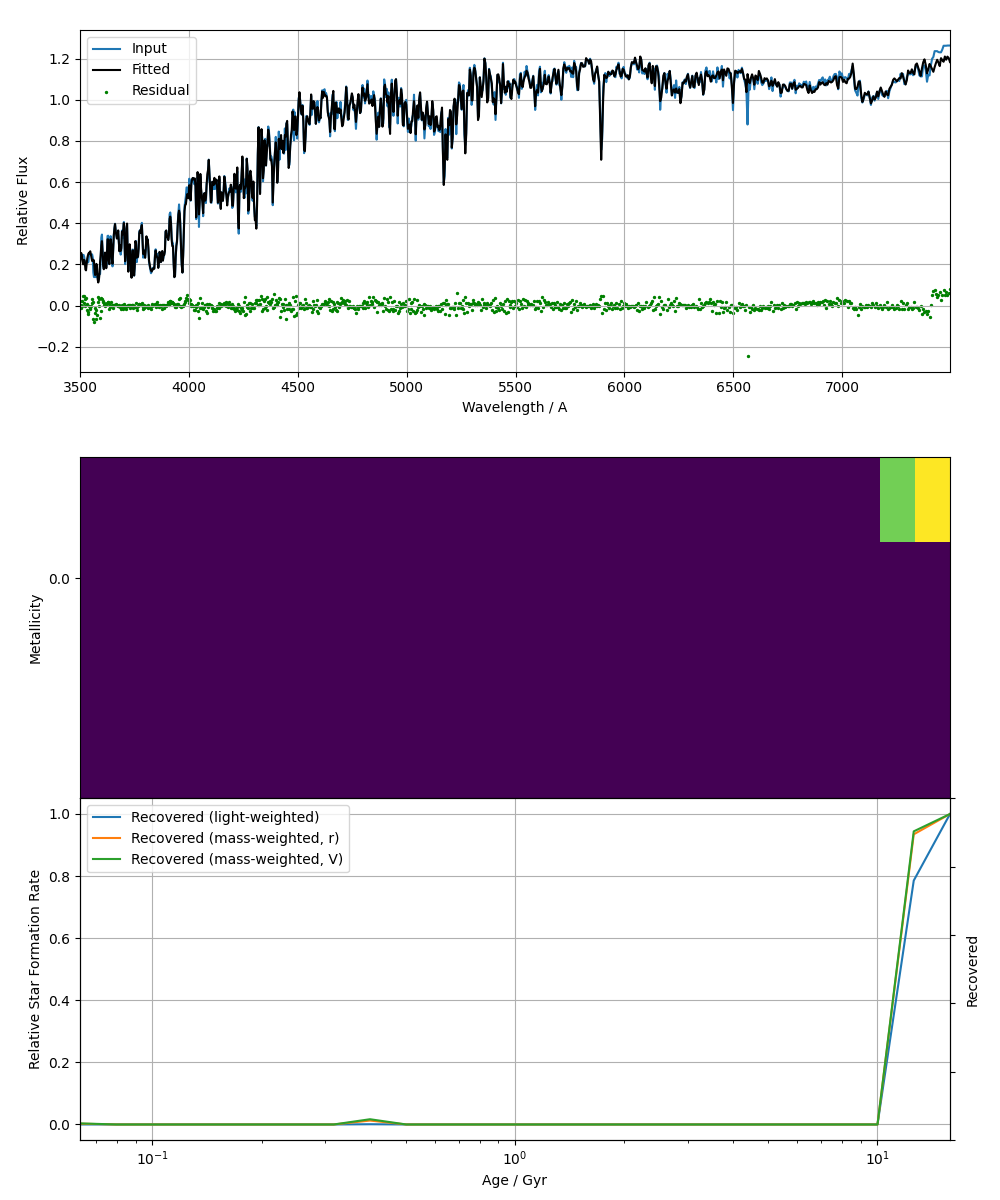 Input
Fitted
Residual
1.2
1.0
0.8
0.6
0.4
0.2
0.0
−0.2
Relative Flux
3500 4000 4500 5000 5500 6000 6500 7000
Wavelength / A
0.0
Metallicity
Recovered (light-weighted)
Recovered (mass-weighted, r)
Recovered (mass-weighted, V)
1.0
0.8
0.6
0.4
0.2
0.0
Relative Star Formation Rate
Recovered
10⁻¹ 10⁰ 10¹
Age / Gyr